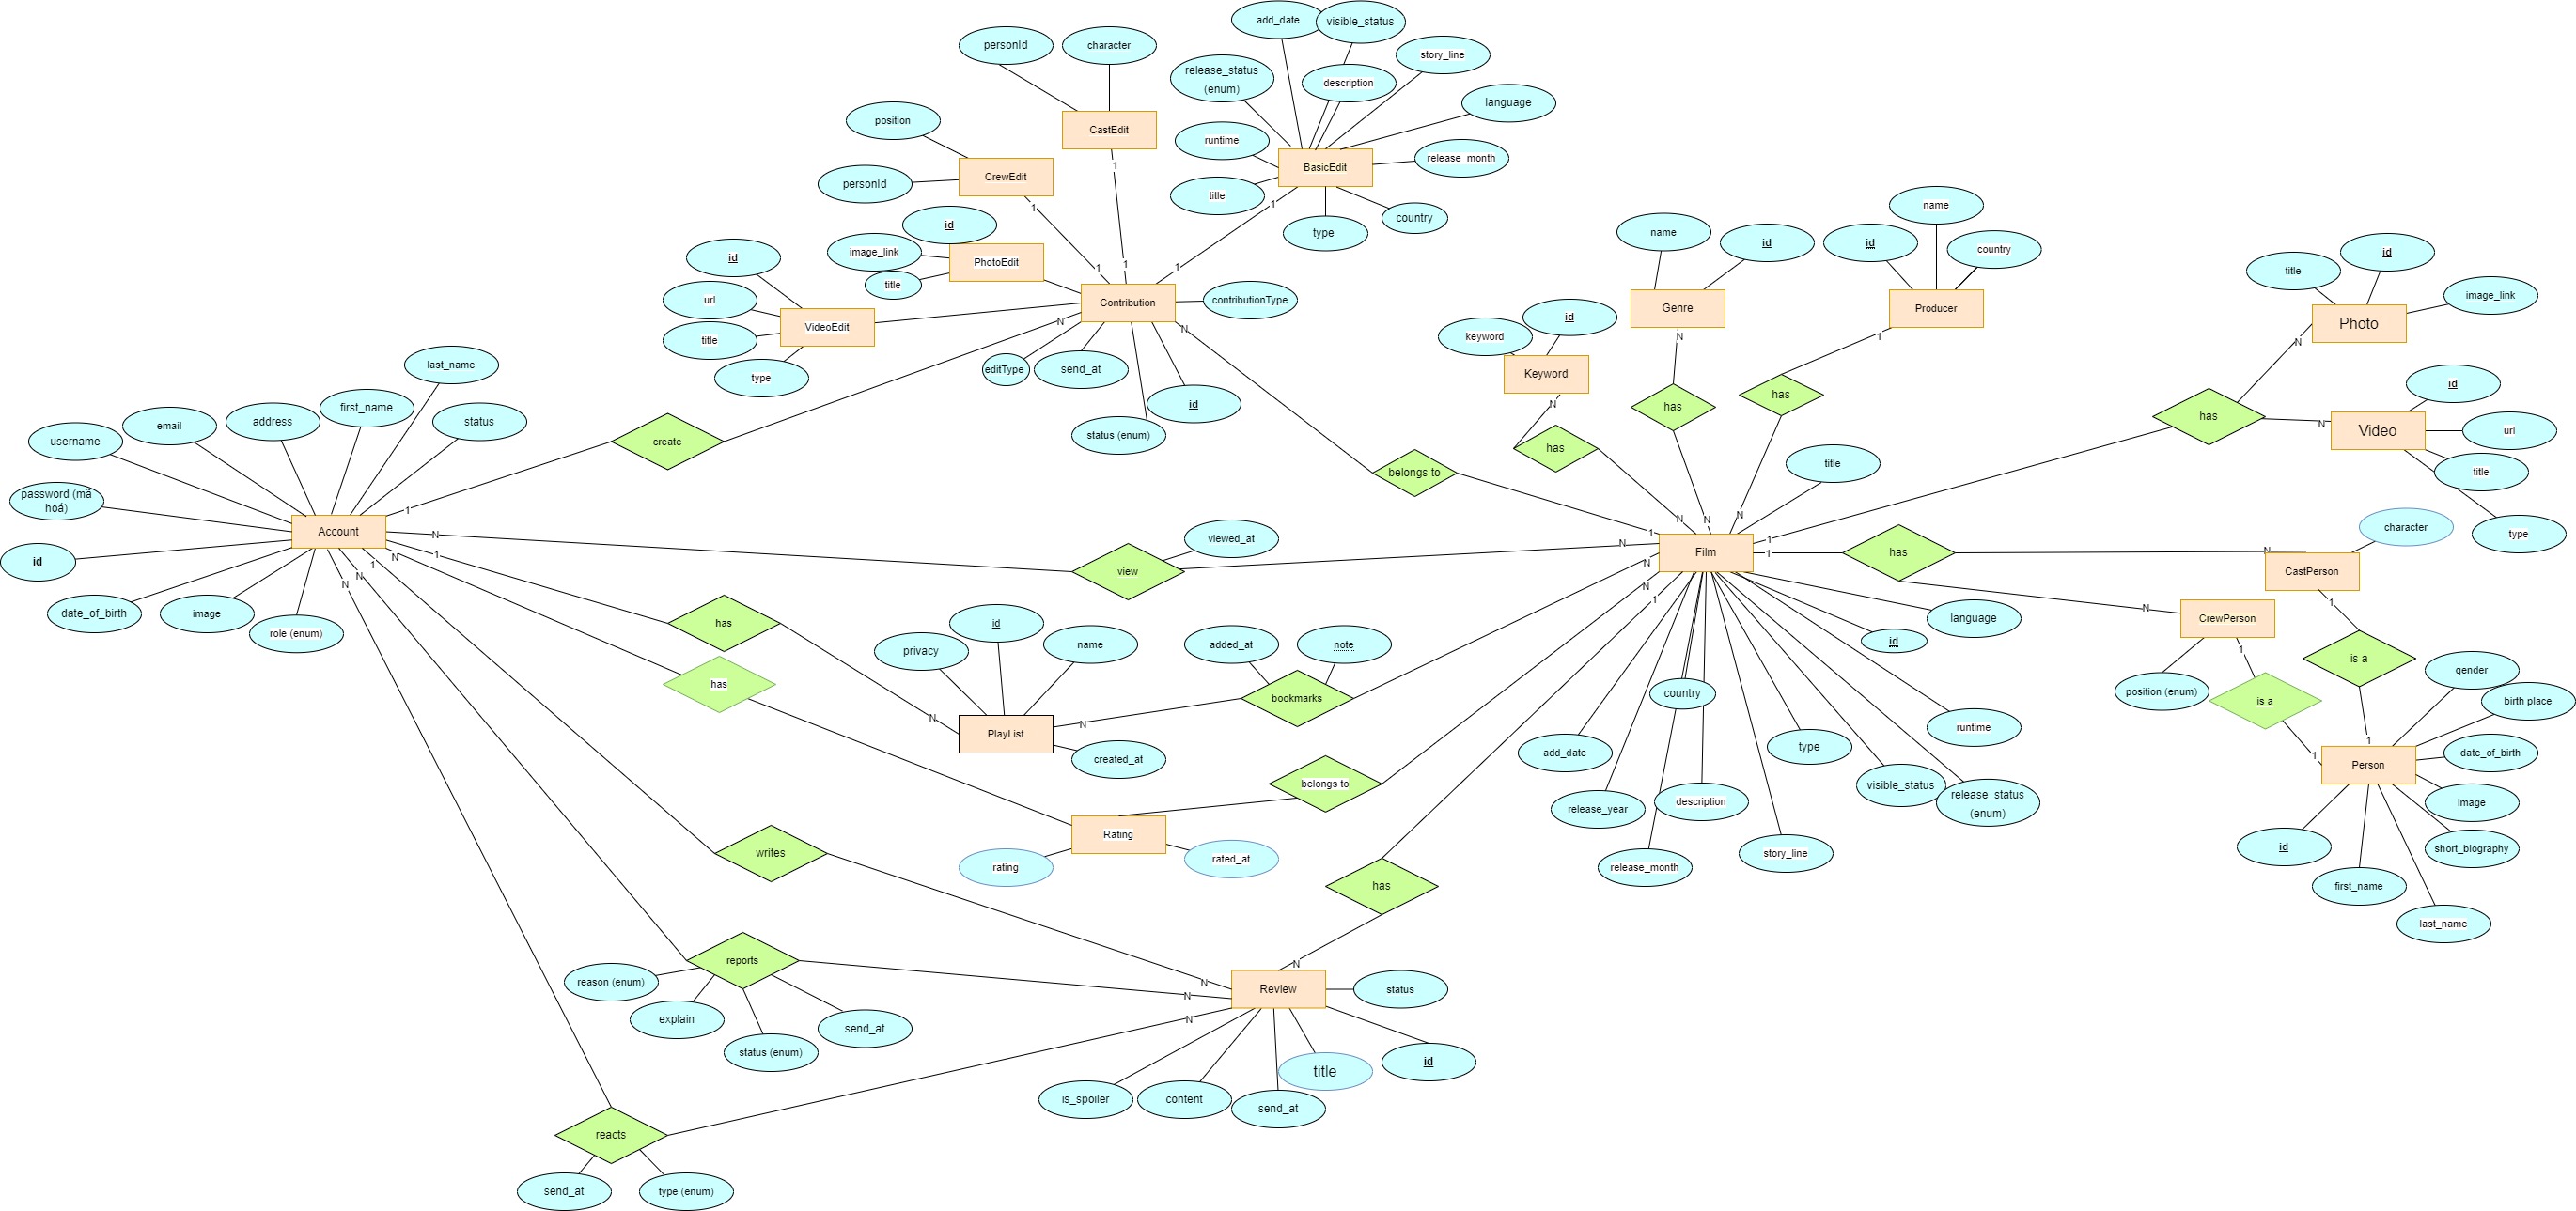 add_date
visible_status
personId
character
story_line
release_status
(enum)
description
language
position
CastEdit
runtime
release_month
BasicEdit
CrewEdit
personId
1
title
1
1
country
type
id
image_link
PhotoEdit
title
id
url
VideoEdit
title
type
1
1
1
Contribution
contributionType
N
N
editType
send_at
id
status (enum)
name
id
id
name
country
Genre
Producer
keyword
id
Keyword
N
1
N
has
has
has
title
id
image_link
Photo
N
id
has
Video
url
N
title
type
last_name
first_name
status
address
email
username
password (mã
hoá)
Account
id
date_of_birth
image
role (enum)
create
1
N
1
N
1
N
N
1
belongs to
title
N
N
N
1
1
Film
1
N
N
N
1
viewed_at
view
has
character
N
CastPerson
N
CrewPerson
1
1
position (enum)
is a
is a
gender
birth place
1
1
date_of_birth
Person
image
short_biography
id
first_name
last_name
has
has
privacy
id
name
N
PlayList
N
created_at
added_at
note
bookmarks
belongs to
Rating
rating
rated_at
language
id
country
runtime
add_date
type
visible_status
release_status
(enum)
release_year
description
release_month
story_line
writes
has
reports
reason (enum)
explain
status (enum)
send_at
N
N
N
N
Review
status
id
title
is_spoiler
content
send_at
reacts
send_at
type (enum)